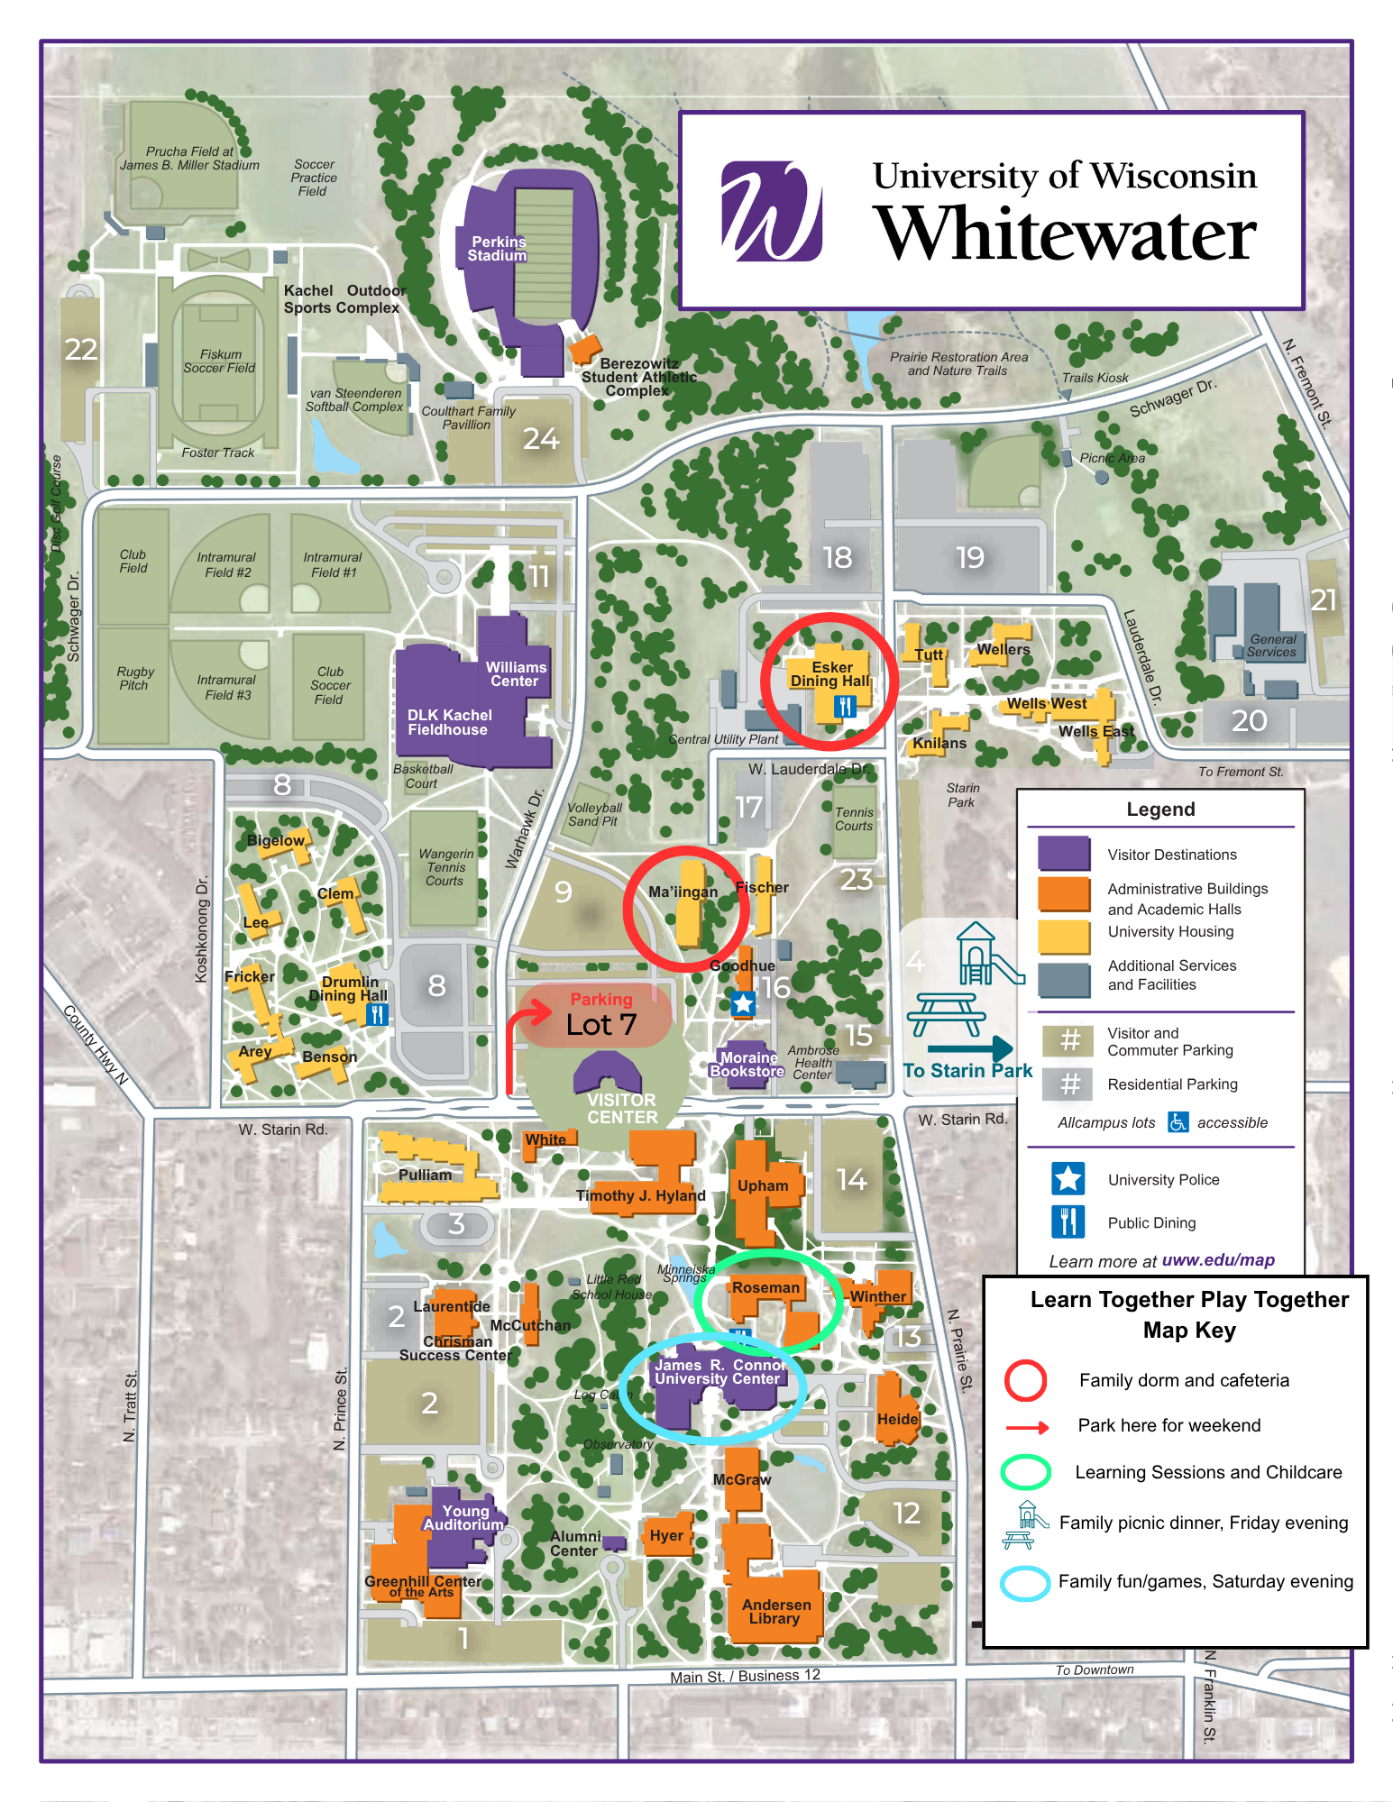 University of Wisconsin
Whitewater
Prucha Field at
James B. Miller Stadium
Soccer
Practice
Field
Perkins
Stadium
Kachel Outdoor
Sports Complex
22
Fiskum
Soccer Field
Berezowitz
Student Athletic
Complex
van Steenderen
Softball Complex
Coulthart Family
Pavillion
Foster Track
24
Prairie Restoration Area
and Nature Trails
Trails Kiosk
Schwager Dr.
N. Fremont St.
Picnic Area
Disc Golf Course
Club
Field
Intramural
Field #2
Intramural
Field #1
11
18
19
21
Schwager Dr.
Rugby
Pitch
Intramural
Field #3
Club
Soccer
Field
Williams
Center
DLK Kachel
Fieldhouse
Esker
Dining Hall
Tutt
Wellers
Lauderdale Dr.
General
Services
Wells West
Wells East
Knilans
20
Central Utility Plant
W. Lauderdale Dr.
To Fremont St.
Basketball
Court
8
Volleyball
Sand Pit
Warhawk Dr.
17
Tennis
Courts
Starin
Park
Bigelow
Wangerin
Tennis
Courts
Clem
Lee
9
Ma'iingan
Fischer
23
Koshkonong Dr.
Fricker
Drumlin
Dining Hall
8
Goodhue
16
4
Arey
Benson
Parking
Lot 7
15
Moraine
Bookstore
Ambrose
Health
Center
To Starin Park
County Hwy N
VISITOR
CENTER
W. Starin Rd.
W. Starin Rd.
Legend
Visitor Destinations
Administrative Buildings
and Academic Halls
University Housing
Additional Services
and Facilities
# Visitor and
Commuter Parking
# Residential Parking
Allcampus lots accessible
University Police
Public Dining
Learn more at uww.edu/map
White
Pulliam
Timothy J. Hyland
Upham
14
3
Minneiska
Springs
Little Red
School House
Roseman
Winther
2
Laurentide
McCutchan
Chrisman
Success Center
13
James R. Connor
University Center
N. Tratt St.
N. Prince St.
N. Prairie St.
2
Log Cabin
Heide
Observatory
McGraw
Young
Auditorium
Alumni
Center
Hyer
12
Greenhill Center
of the Arts
Andersen
Library
1
Main St. / Business 12
To Downtown
N. Franklin St.
Learn Together Play Together
Map Key
Family dorm and cafeteria
Park here for weekend
Learning Sessions and Childcare
Family picnic dinner, Friday evening
Family fun/games, Saturday evening